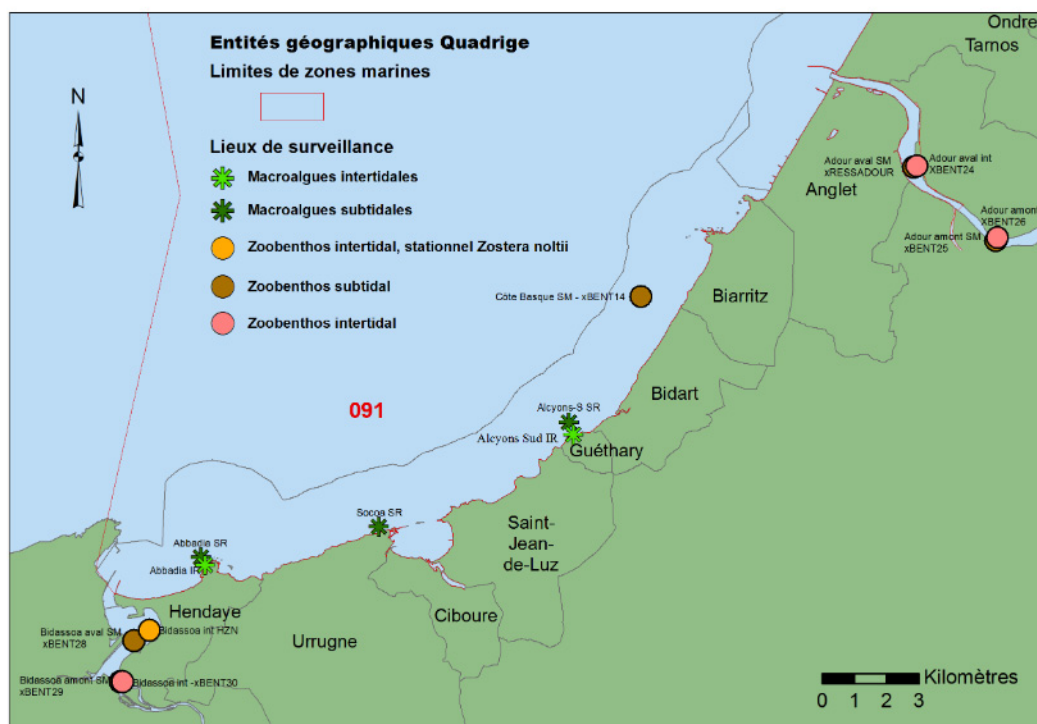 Entités géographiques Quadrige
Limites de zones marines
N
Lieux de surveillance
Macroalgues intertidales
Macroalgues subtidales
Zoobenthos intertidal, stationnel Zostera noltii
Zoobenthos subtidal
Zoobenthos intertidal
Ondre
Tarnos
Adour aval SM
xRESSADOUR
Adour aval int
XBENT24
Anglet
Adour amont
XBENT26
Adour amont SM
xBENT25
Côte Basque SM - xBENT14
Biarritz
Bidart
091
Alcyons-S SR
Alcyons Sud IR
Guéthary
Socoa SR
Saint-
Jean-
de-Luz
Abbadia SR
Abbadia IR
Hendaye
Ciboure
Urrugne
Bidassoa aval SM
xBENT28
Bidassoa int HZN
Bidassoa amont SM
xBENT29
Bidassoa int -xBENT30
Kilomètres
0 1 2 3